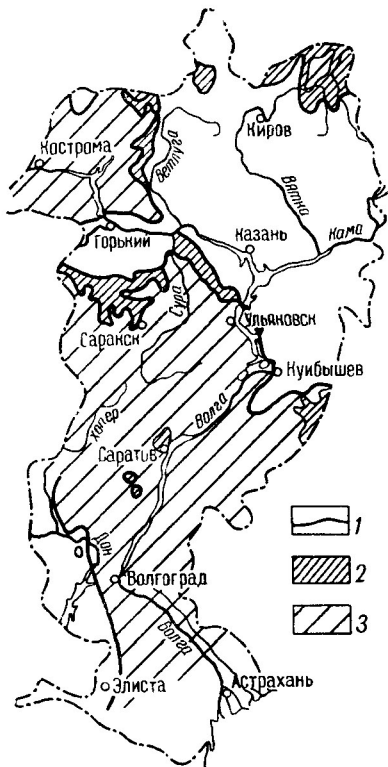 Киров
Кострома
Ветлуга
Вятка
Горький
Казань
Кама
Сура
Ульяновск
Саранск
Куйбышев
Хопер
Волга
Саратов
1
Дон
2
Волгоград
3
Волга
Элиста
Астрахань